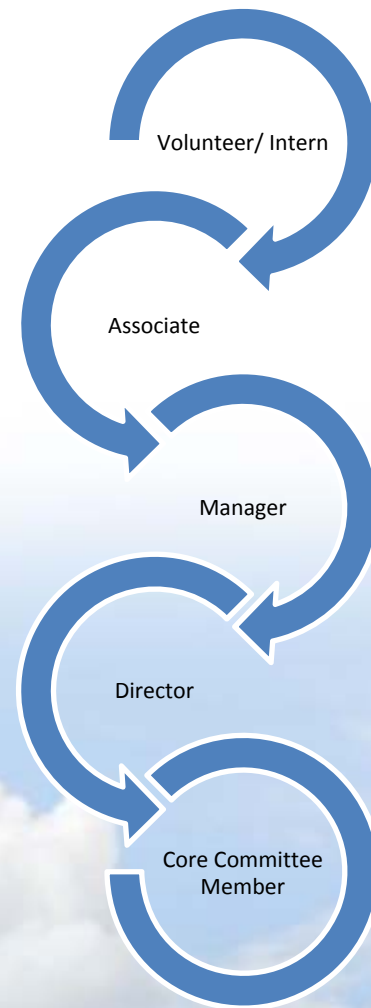 Volunteer/ Intern
Associate
Manager
Director
Core Committee
Member